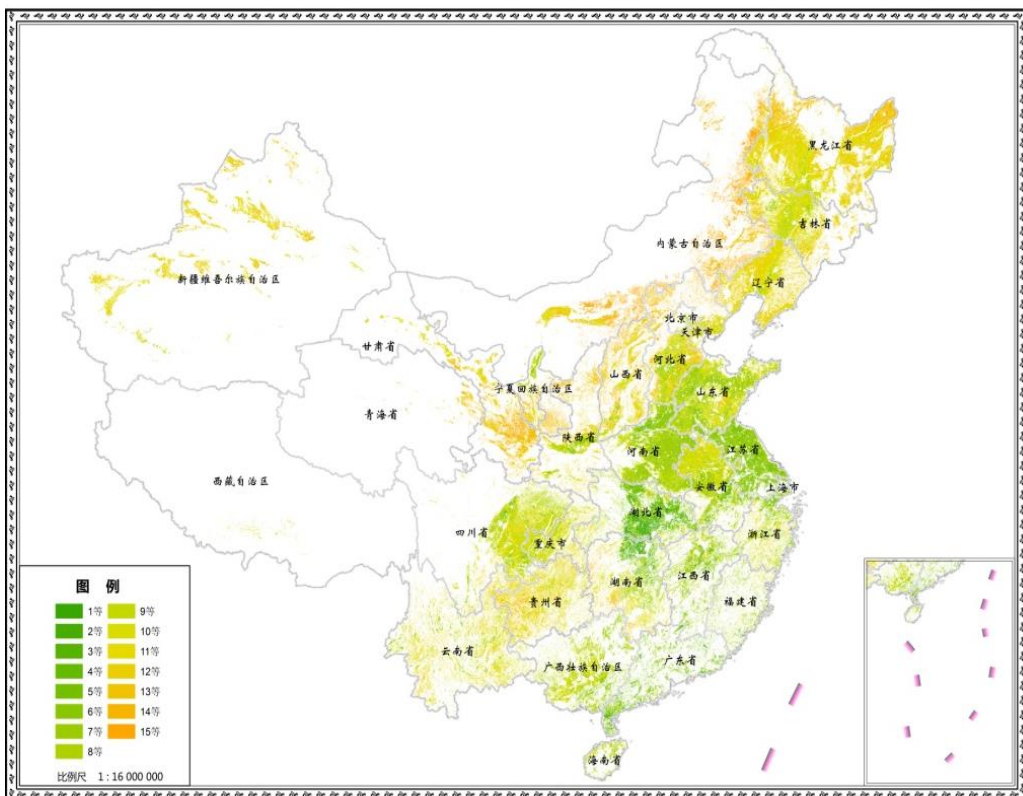 黑龙江省
吉林省
内蒙古自治区
辽宁省
新疆维吾尔族自治区
北京市
天津市
甘肃省
河北省
山西省
宁夏回族自治区
山东省
青海省
陕西省
河南省
江苏省
西藏自治区
安徽省
上海市
湖北省
四川省
重庆市
浙江省
湖南省
江西省
贵州省
福建省
云南省
广西壮族自治区
广东省
海南省
图 例
1等 9等
2等 10等
3等 11等
4等 12等
5等 13等
6等 14等
7等 15等
8等
比例尺 1:16 000 000